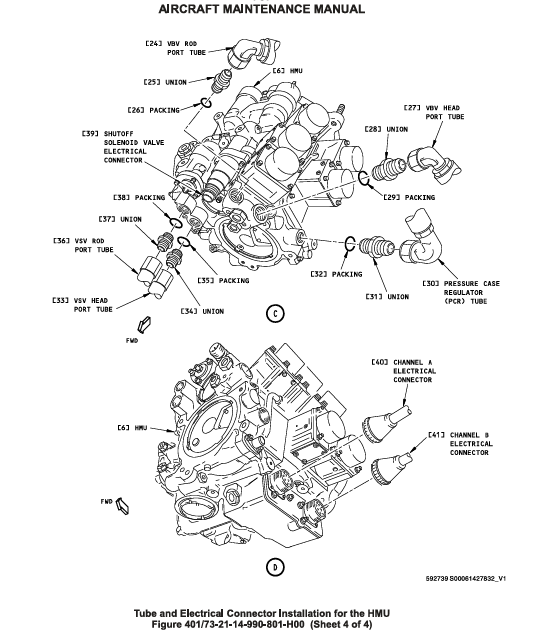 AIRCRAFT MAINTENANCE MANUAL
[24] VBV ROD
PORT TUBE
[25] UNION
[6] HMU
[26] PACKING
[27] VBV HEAD
PORT TUBE
[28] UNION
[39] SHUTOFF
SOLENOID VALVE
ELECTRICAL
CONNECTOR
[29] PACKING
[38] PACKING
[37] UNION
[36] VSV ROD
PORT TUBE
[35] PACKING
[32] PACKING
[30] PRESSURE CASE
REGULATOR
(PCR) TUBE
[31] UNION
[33] VSV HEAD
PORT TUBE
[34] UNION
C
FWD
[40] CHANNEL A
ELECTRICAL
CONNECTOR
[6] HMU
[41] CHANNEL B
ELECTRICAL
CONNECTOR
FWD
D
592739 S00061427832_V1
Tube and Electrical Connector Installation for the HMU
Figure 401/73-21-14-990-801-H00 (Sheet 4 of 4)